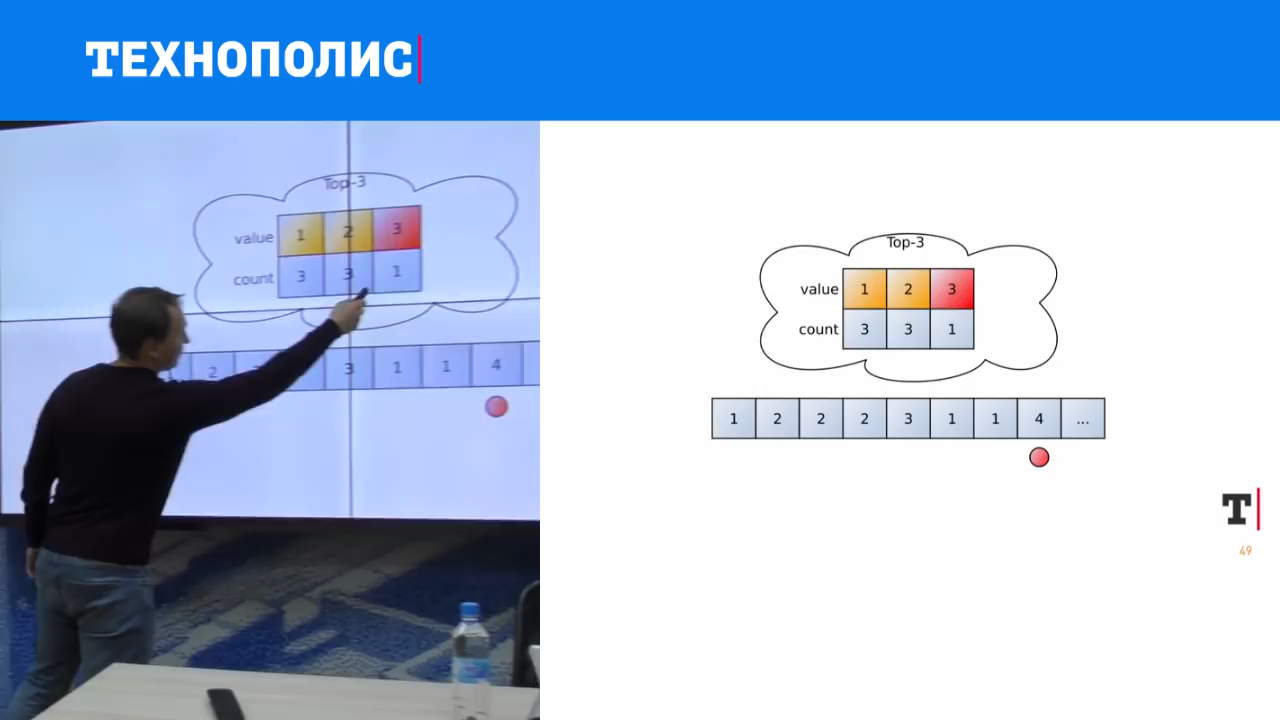 ТЕХНОПОЛИС
Top-3
value 1 2 3
count 3 3 1
2 3 1 1 4
Top-3
value 1 2 3
count 3 3 1
1 2 2 2 3 1 1 4 ...
Т
49